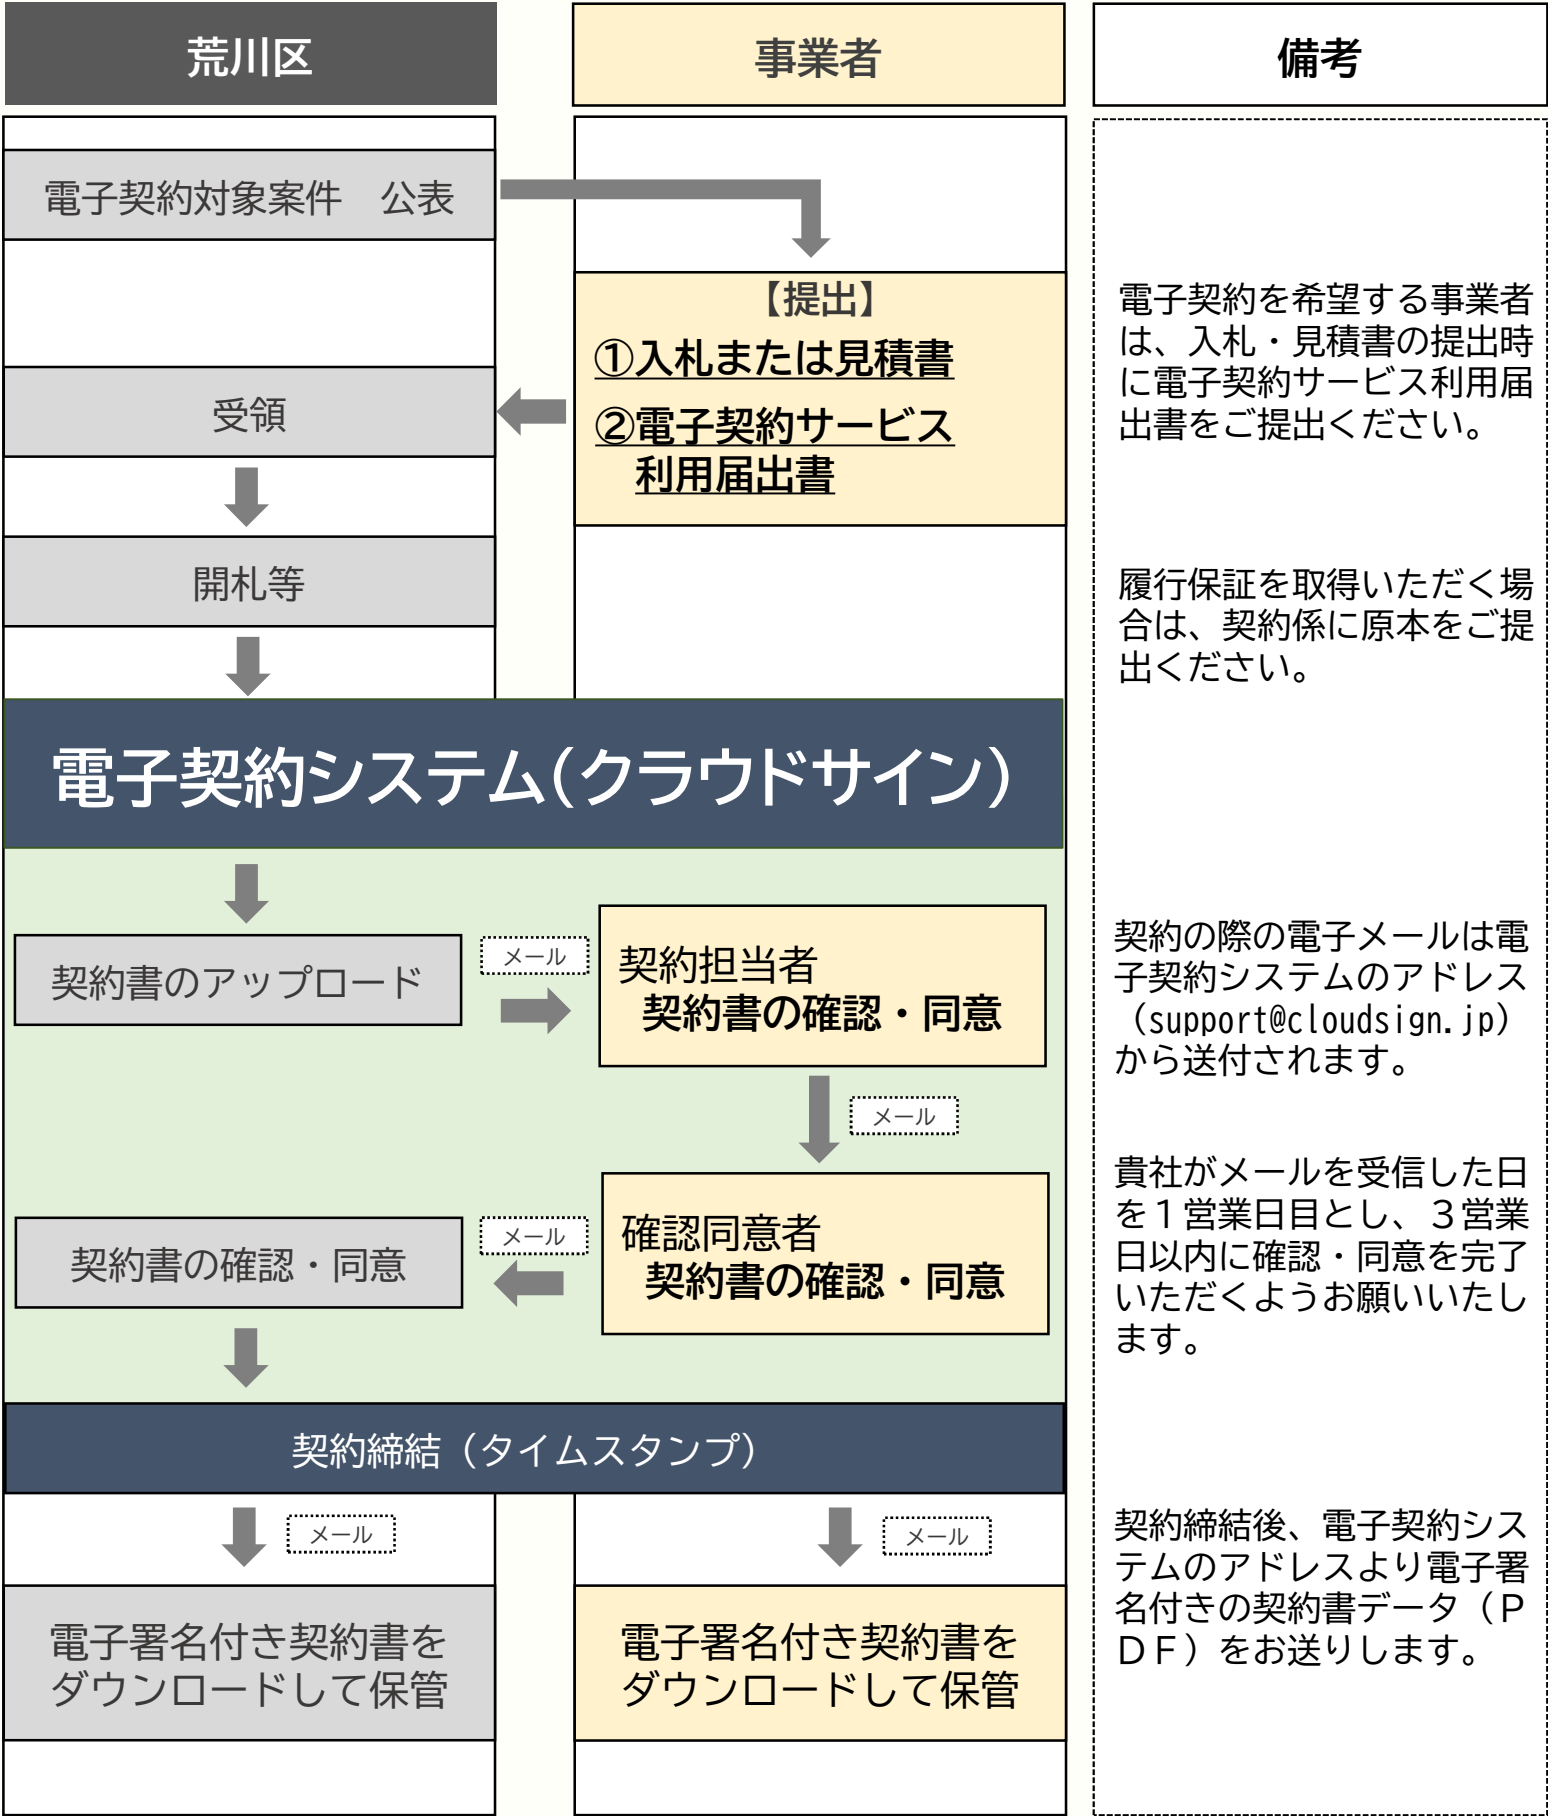 荒川区
事業者
備考
電子契約対象案件　公表
【提出】
①入札または見積書
②電子契約サービス
利用届出書
電子契約を希望する事業者
は、入札・見積書の提出時
に電子契約サービス利用届
出書をご提出ください。
受領
開札等
履行保証を取得いただく場
合は、契約係に原本をご提
出ください。
電子契約システム（クラウドサイン）
契約書のアップロード
メール
契約担当者
契約書の確認・同意
契約の際の電子メールは電
子契約システムのアドレス
（support@cloudsign.jp）
から送付されます。
メール
契約書の確認・同意
メール
確認同意者
契約書の確認・同意
貴社がメールを受信した日
を１営業日目とし、３営業
日以内に確認・同意を完了
いただくようお願いいたし
ます。
契約締結（タイムスタンプ）
メール
メール
契約締結後、電子契約シス
テムのアドレスより電子署
名付きの契約書データ（Ｐ
ＤＦ）をお送りします。
電子署名付き契約書を
ダウンロードして保管
電子署名付き契約書を
ダウンロードして保管